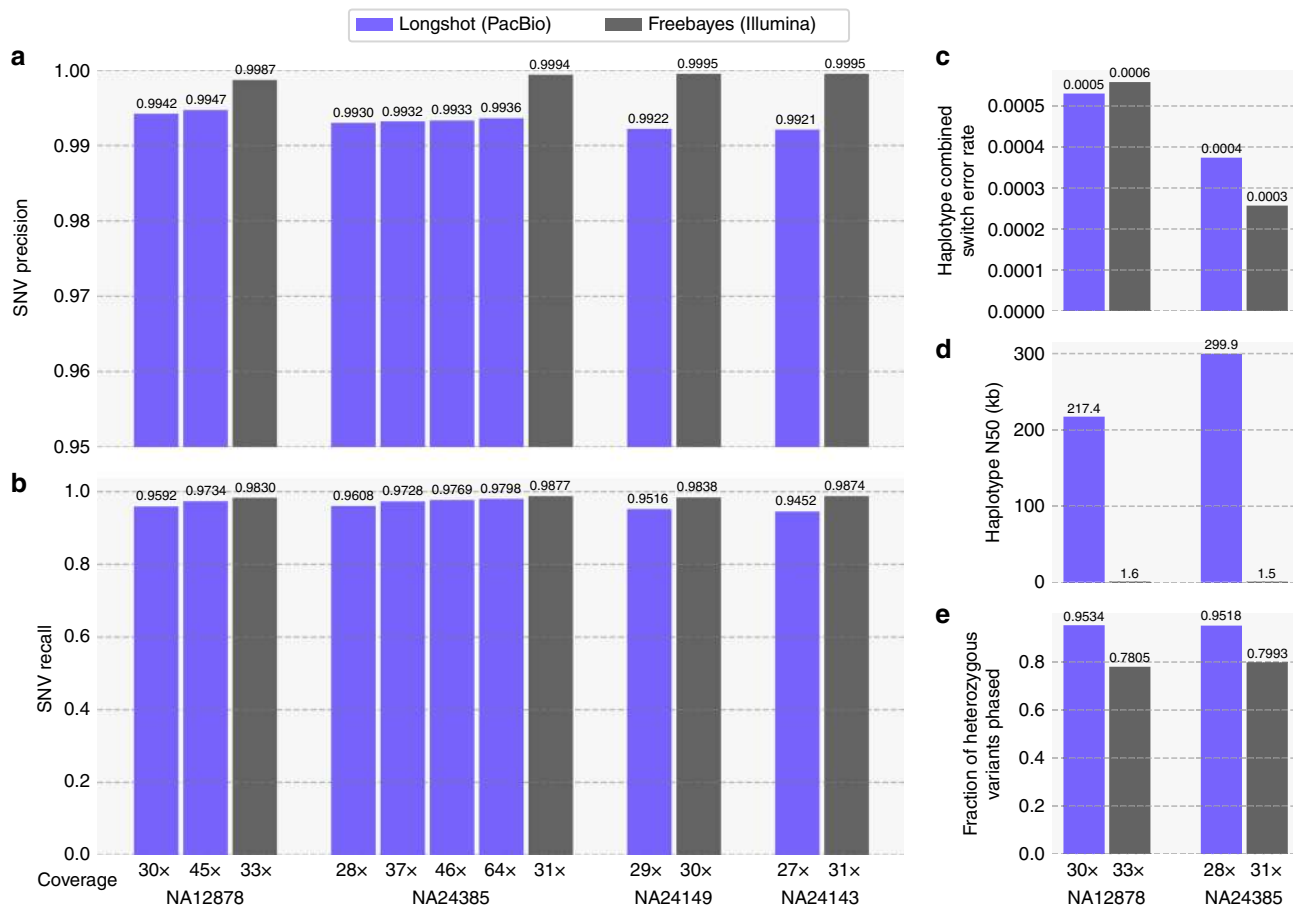 Longshot (PacBio) Freebayes (Illumina)
a
SNV precision
1.00
0.99
0.98
0.97
0.96
0.95
0.9942 0.9947 0.9987 0.9930 0.9932 0.9933 0.9936 0.9994 0.9922 0.9995 0.9921 0.9995
b
SNV recall
1.0
0.8
0.6
0.4
0.2
0.0
0.9592 0.9734 0.9830 0.9608 0.9728 0.9769 0.9798 0.9877 0.9516 0.9838 0.9452 0.9874
Coverage 30× 45× 33× 28× 37× 46× 64× 31× 29× 30× 27× 31×
NA12878 NA24385 NA24149 NA24143
c
Haplotype combined
switch error rate
0.0005
0.0004
0.0003
0.0002
0.0001
0.0000
0.0005 0.0006 0.0004 0.0003
d
Haplotype N50 (kb)
300
200
100
0
217.4 1.6 299.9 1.5
e
Fraction of heterozygous
variants phased
0.8
0.6
0.4
0.2
0.0
0.9534 0.7805 0.9518 0.7993
30× 33× 28× 31×
NA12878 NA24385